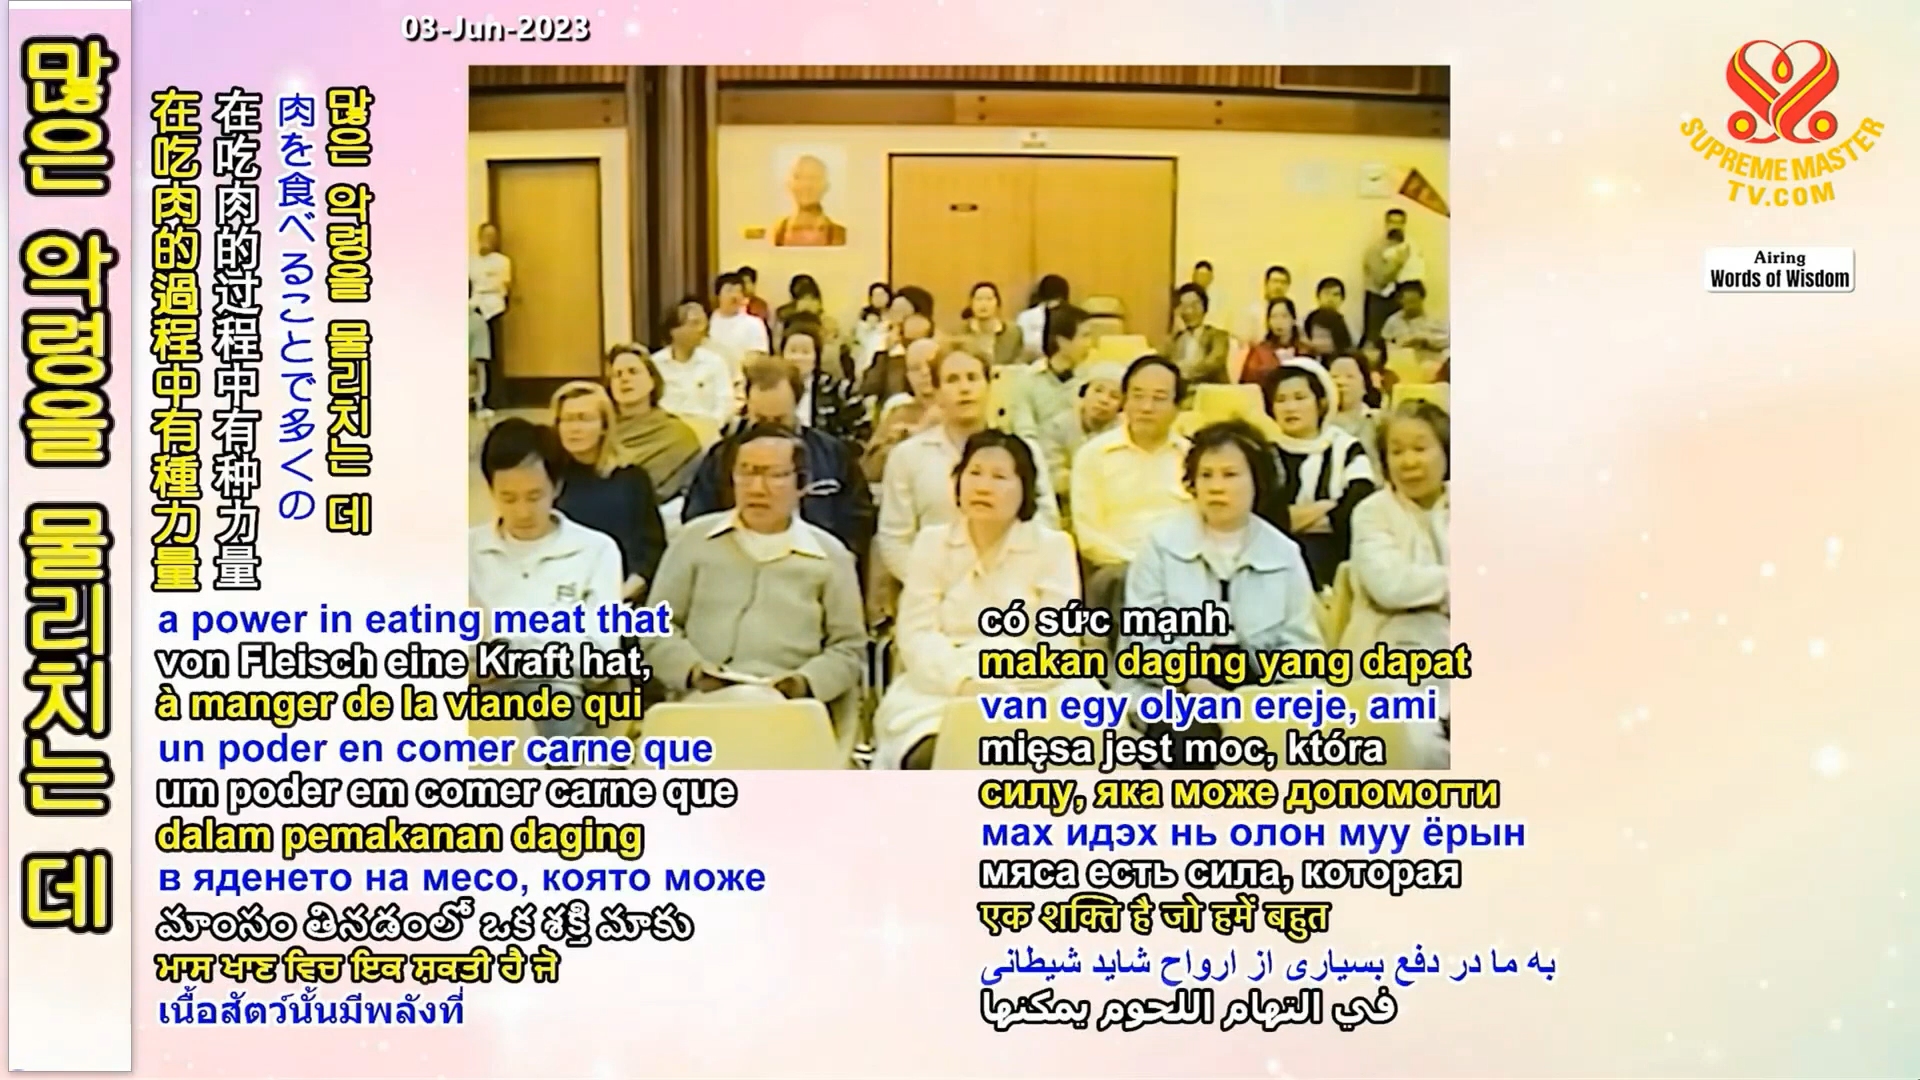 03-Jun-2023
많은 악령을 물리치는 데
在吃肉的過程中有種力量
在吃肉的过程中有种力量
肉を食べることで多くの
많은 악령을 물리치는 데
a power in eating meat that
von Fleisch eine Kraft hat,
à manger de la viande qui
un poder en comer carne que
um poder em comer carne que
dalam pemakanan daging
в яденето на месо, която може
మాంసం తినడంలో ఒక శక్తి మాకు
ਮਾਸ ਖਾਣ ਵਿਚ ਇਕ ਸ਼ਕਤੀ ਹੈ ਜੋ
เนื้อสัตว์นั้นมีพลังที่
có sức mạnh
makan daging yang dapat
van egy olyan ereje, ami
mięsa jest moc, która
силу, яка може допомогти
мах идэх нь олон муу ёрын
мяса есть сила, которая
एक शक्ति है जो हमें बहुत
به ما در دفع بسیاری از ارواح شاید شیطانی
في التهام اللحوم يمكنها
SUPREME MASTER
TV.COM
Airing
Words of Wisdom